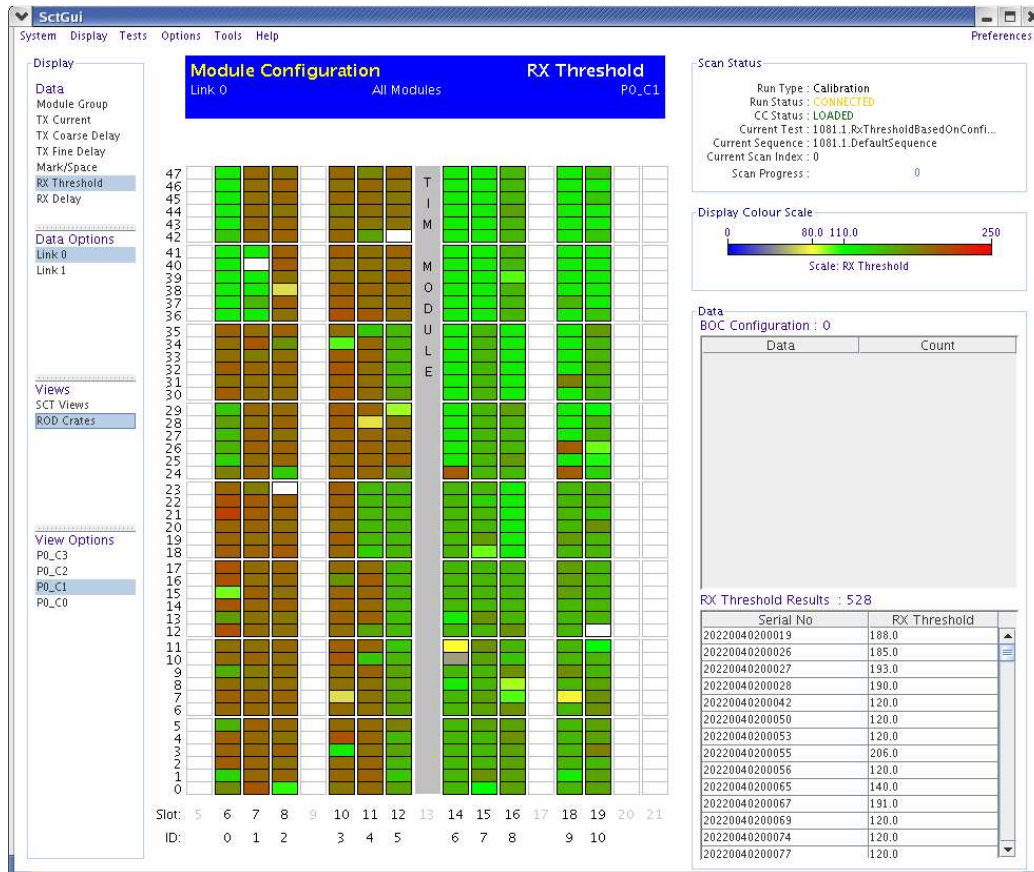 SctGui
System Display Tests Options Tools Help Preferences
Display
Data
Module Group
TX Current
TX Coarse Delay
TX Fine Delay
Mark/Space
RX Threshold
RX Delay
Data Options
Link 0
Link 1
Views
SCT Views
ROD Crates
View Options
P0_C3
P0_C2
P0_C1
P0_C0
Module Configuration RX Threshold
Link 0 All Modules P0_C1
47
46
45
44
43
42
41
40
39
38
37
36
35
34
33
32
31
30
29
28
27
26
25
24
23
22
21
20
19
18
17
16
15
14
13
12
11
10
9
8
7
6
5
4
3
2
1
0
TIM MODULE
Slot: 5 6 7 8 9 10 11 12 13 14 15 16 17 18 19 20 21
ID: 0 1 2 3 4 5 6 7 8 9 10
Scan Status
Run Type : Calibration
Run Status : CONNECTED
CC Status : LOADED
Current Test : 1081.1.RxThresholdBasedOnConfi...
Current Sequence : 1081.1.DefaultSequence
Current Scan Index : 0
Scan Progress : 0
Display Colour Scale
0 80.0 110.0 250
Scale: RX Threshold
Data
BOC Configuration : 0
Data Count
RX Threshold Results : 528
Serial No RX Threshold
20220040200019 188.0
20220040200026 185.0
20220040200027 193.0
20220040200028 190.0
20220040200042 120.0
20220040200050 120.0
20220040200053 120.0
20220040200055 206.0
20220040200056 120.0
20220040200065 140.0
20220040200067 191.0
20220040200069 120.0
20220040200074 120.0
20220040200077 120.0